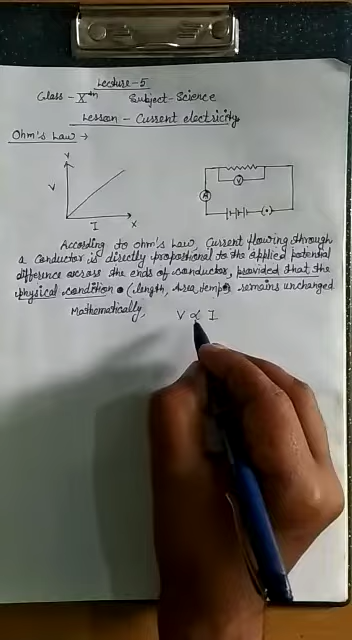 Lecture-5
Class - Xth Subject-Science
Lesson - Current electricity
Ohm's Law →
Y
V
I
X
V
A
According to ohm's Law, Current flowing through
a conductor is directly proportional to the applied potential
difference across the ends of conductor, provided that the
physical condition (length, Area, temp remains unchanged
Mathematically,
V ∝ I